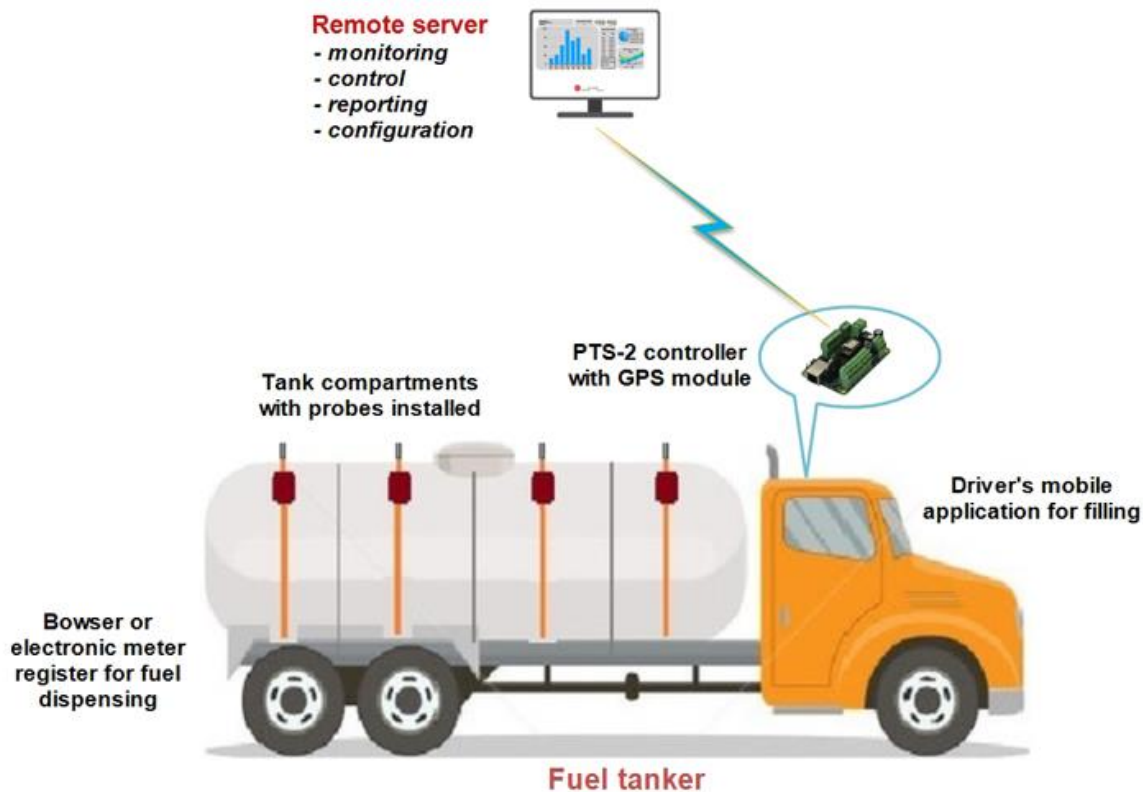 Remote server
- monitoring
- control
- reporting
- configuration
PTS-2 controller
with GPS module
Tank compartments
with probes installed
Driver's mobile
application for filling
Bowser or
electronic meter
register for fuel
dispensing
Fuel tanker